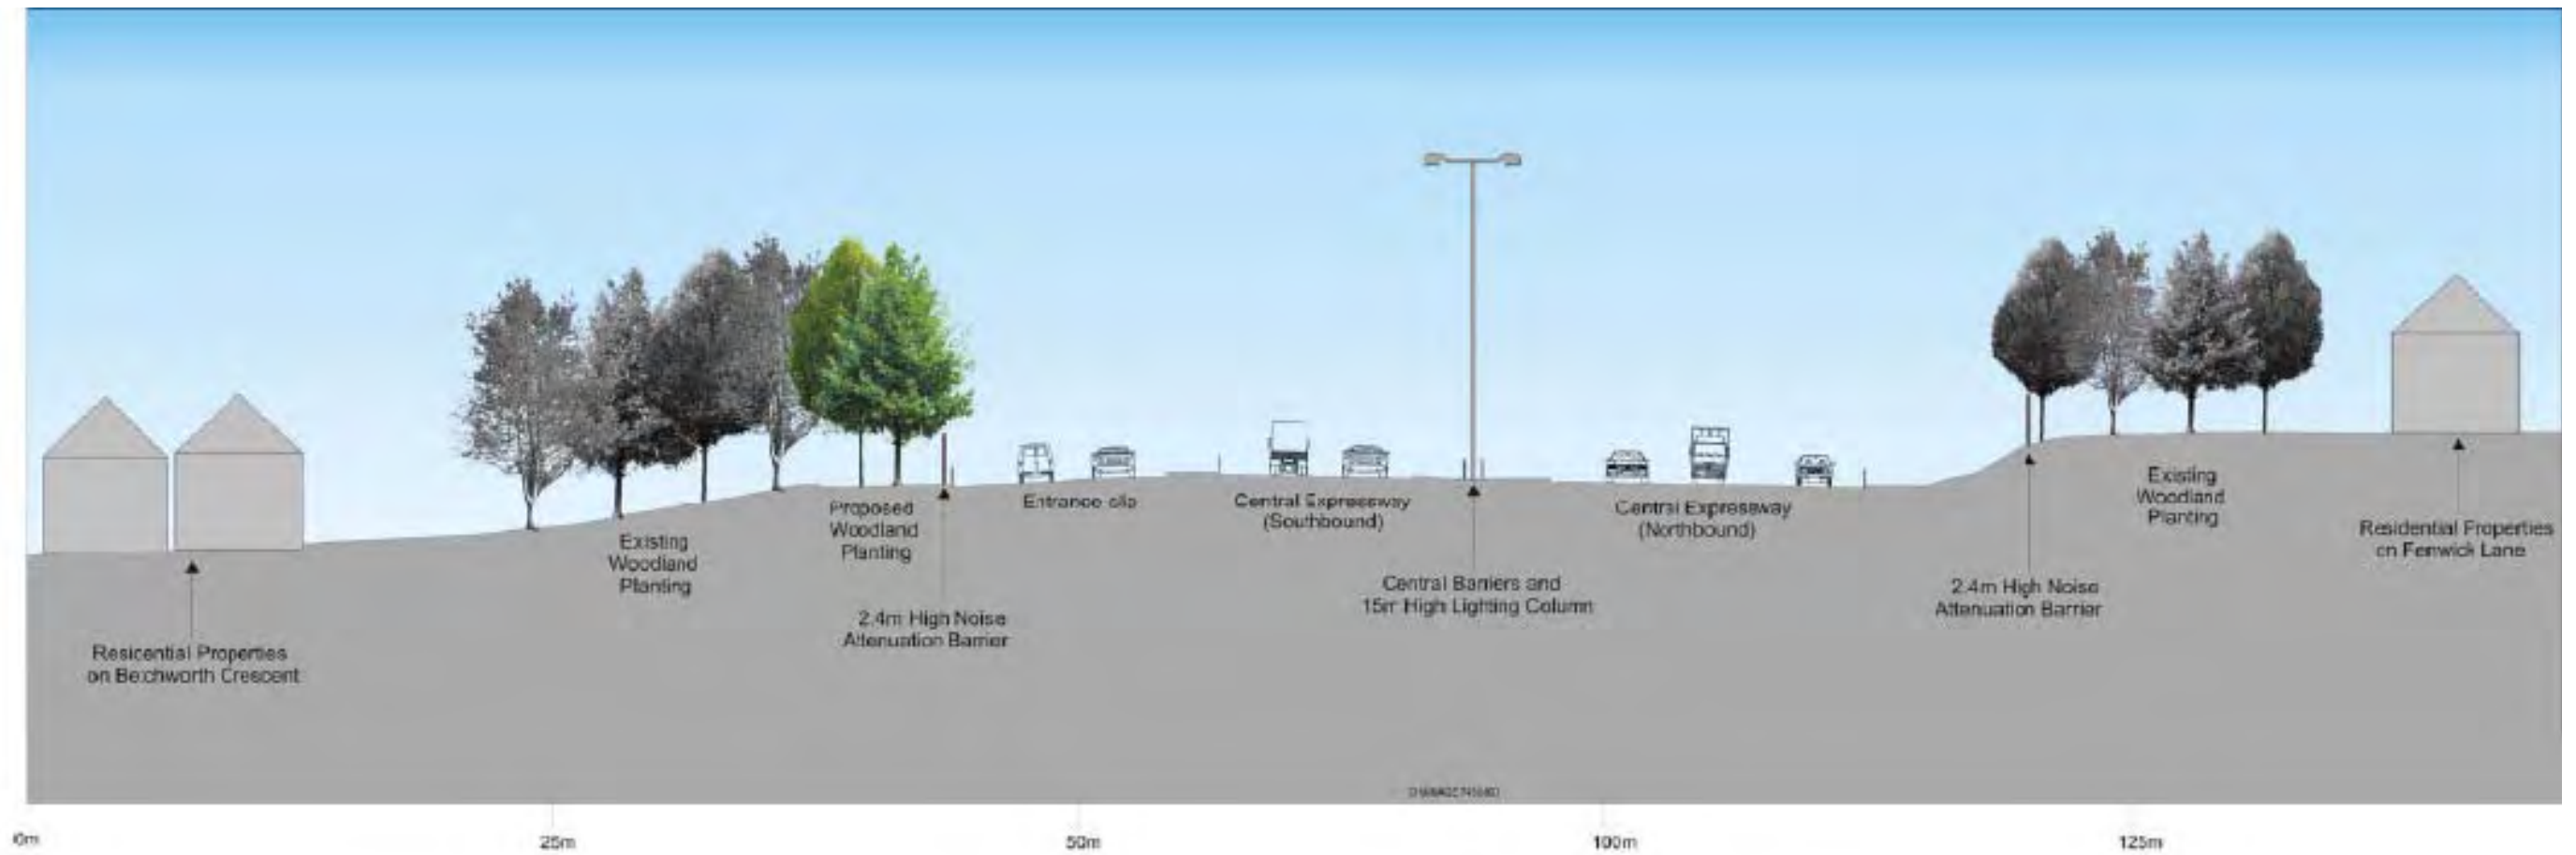 Existing
Woodland
Planting
Proposed
Woodland
Planting
Entrance slip
Central Expressway
(Southbound)
Central Expressway
(Northbound)
Existing
Woodland
Planting
Residential Properties
on Fenwick Lane
Central Barriers and
15m High Lighting Column
2.4m High Noise
Attenuation Barrier
2.4m High Noise
Attenuation Barrier
Residential Properties
on Crescent
0m
25m
50m
100m
125m